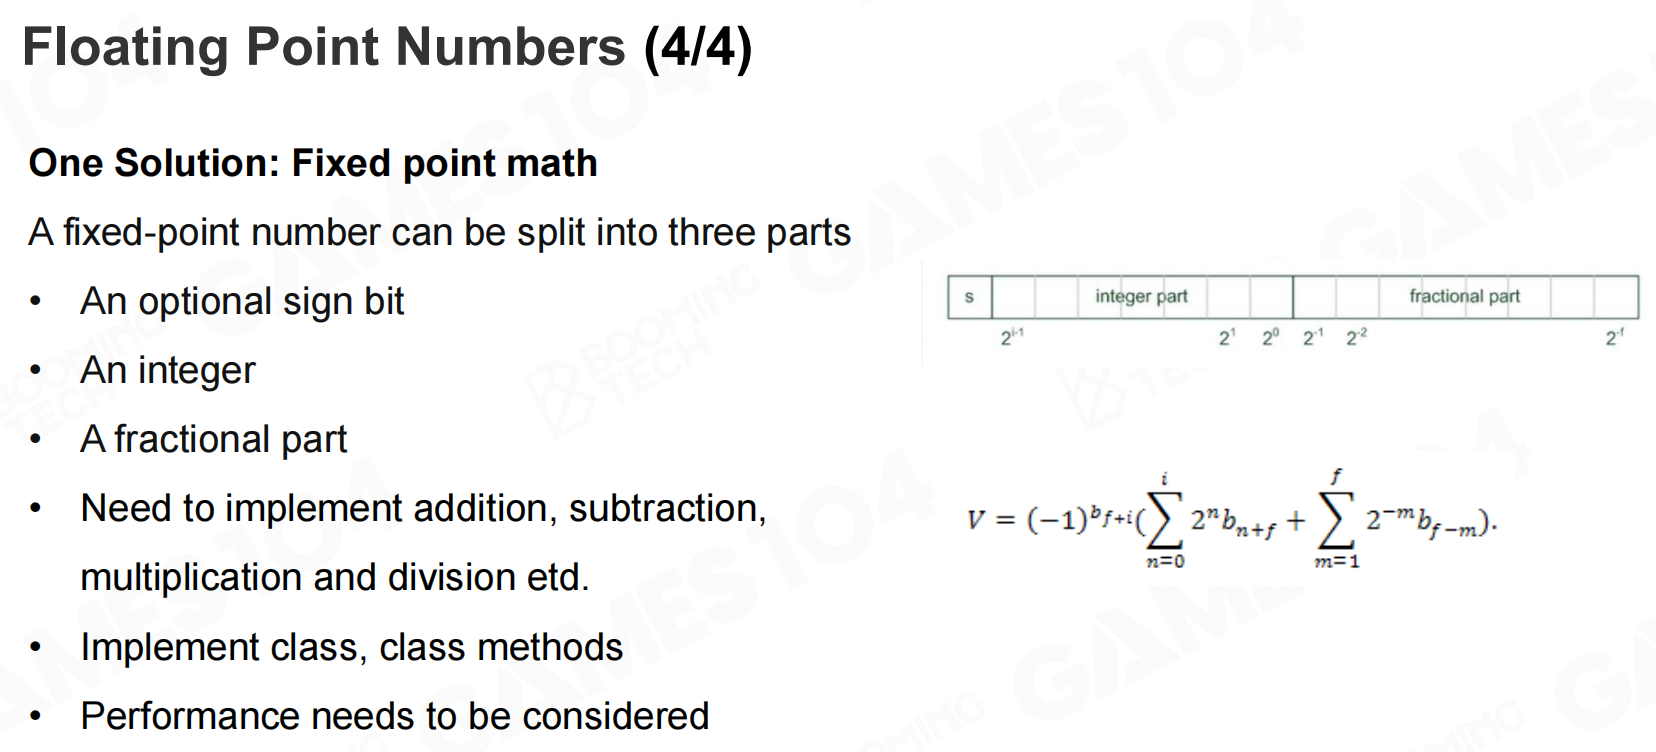 Floating Point Numbers (4/4)
One Solution: Fixed point math
A fixed-point number can be split into three parts
• An optional sign bit
• An integer
• A fractional part
• Need to implement addition, subtraction,
multiplication and division etd.
• Implement class, class methods
• Performance needs to be considered
s integer part fractional part
2^{i-1} 2^1 2^0 2^{-1} 2^{-2} 2^{-f}
V = (−1)^{b_{f+i}}(∑_{n=0}^{i} 2^n b_{n+f} + ∑_{m=1}^{f} 2^{−m} b_{f−m}).
GAMES104
BOOMING
TECH